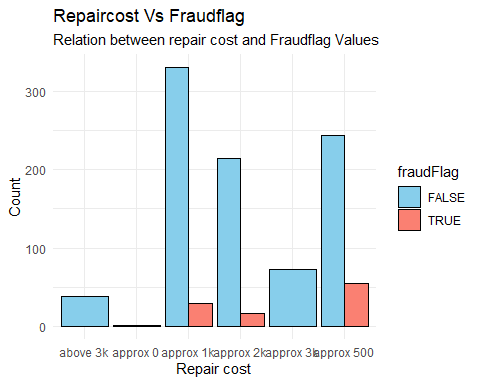 Repaircost Vs Fraudflag
Relation between repair cost and Fraudflag Values
300
200
100
0
Count
above 3k approx 0 approx 1k approx 2k approx 3k approx 500
Repair cost
fraudFlag
FALSE
TRUE